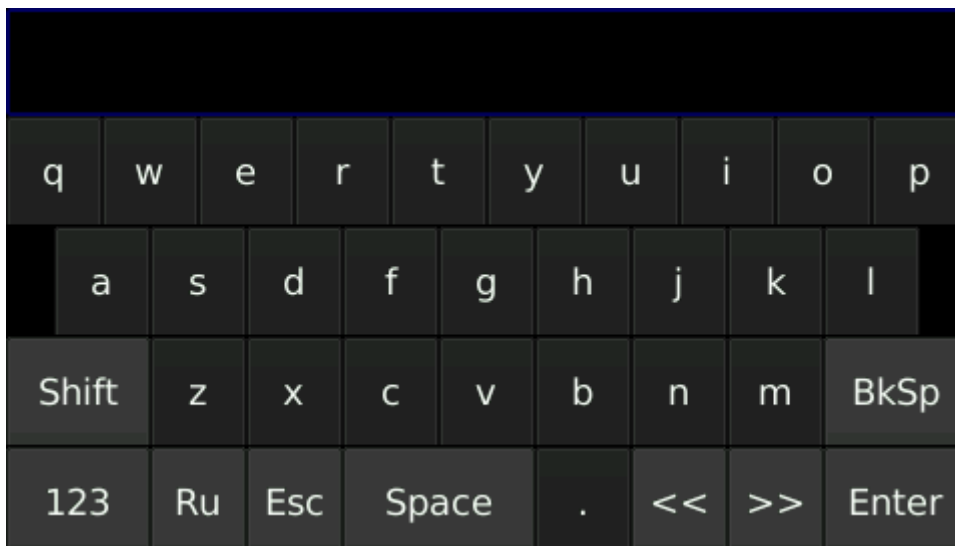 q w e r t y u i o p
a s d f g h j k l
Shift z x c v b n m BkSp
123 Ru Esc Space . << >> Enter